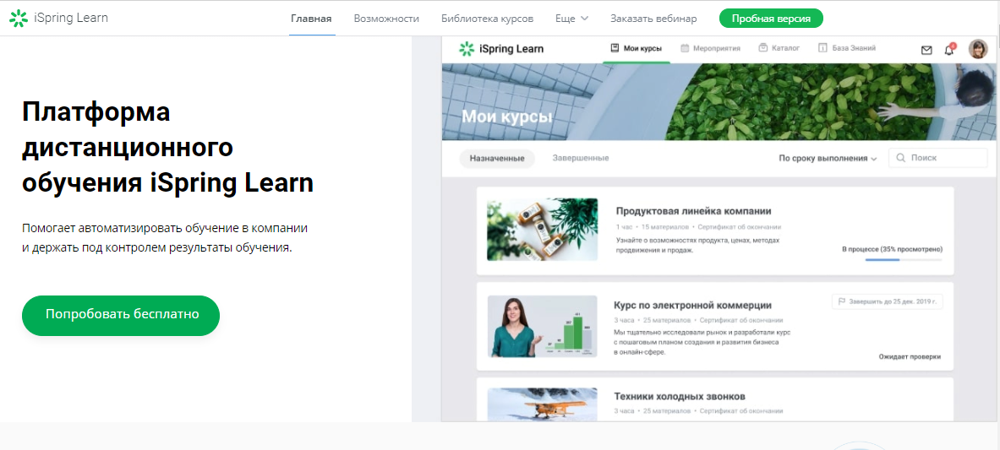 iSpring Learn
Главная
Возможности
Библиотека курсов
Еще
Заказать вебинар
Пробная версия
Платформа
дистанционного
обучения iSpring Learn
Помогает автоматизировать обучение в компании
и держать под контролем результаты обучения.
Попробовать бесплатно
iSpring Learn
Мои курсы
Мероприятия
Каталог
База Знаний
Мои курсы
Назначенные
Завершенные
По сроку выполнения
Поиск
Продуктовая линейка компании
1 час • 15 материалов • Сертификат об окончании
Узнайте о возможностях продукта, ценах, методах
продвижения и продаж.
В процессе (35% просмотрено)
Курс по электронной коммерции
Завершить до 25 дек. 2019 г.
3 часа • 25 материалов • Сертификат об окончании
Мы тщательно исследовали рынок и разработали курс
с пошаговым планом создания и развития бизнеса
в онлайн-сфере.
Ожидает проверки
Техники холодных звонков
3 часа • 25 материалов • Сертификат об окончании